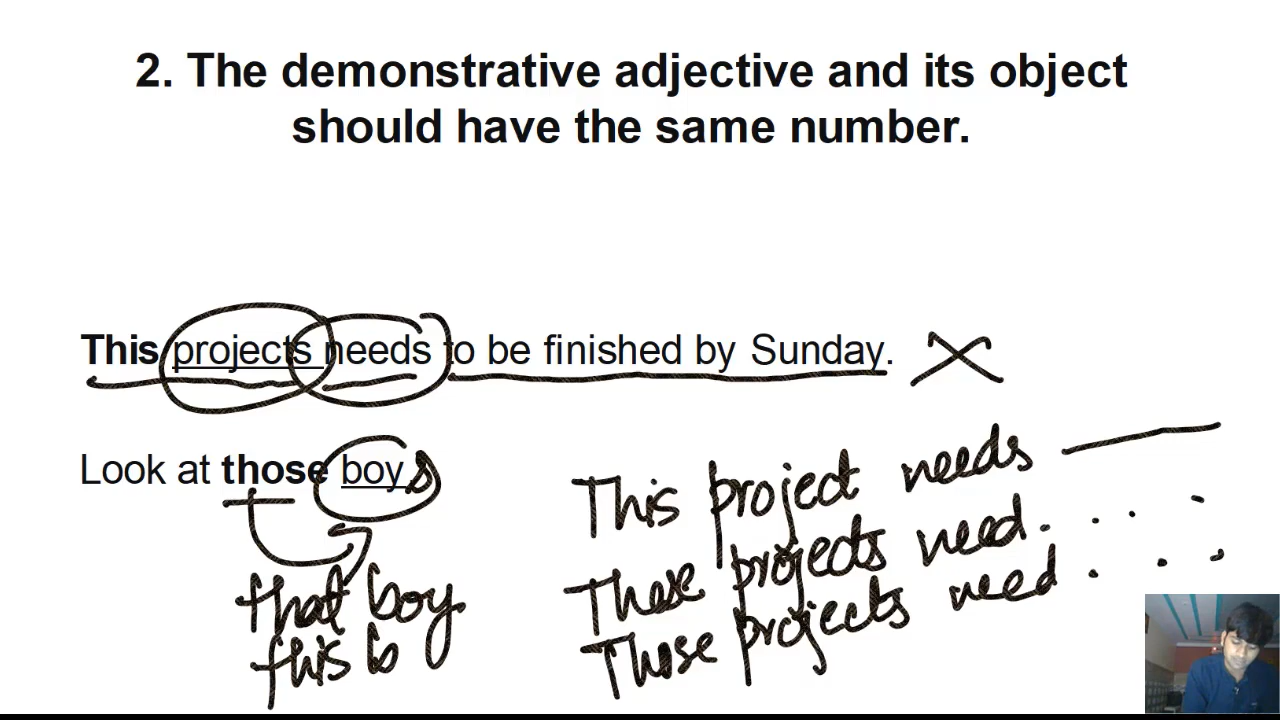 2. The demonstrative adjective and its object
should have the same number.
This projects needs to be finished by Sunday.
Look at those boys
This project needs
These projects need. . . .
Those projects need . . .
that boy
this b